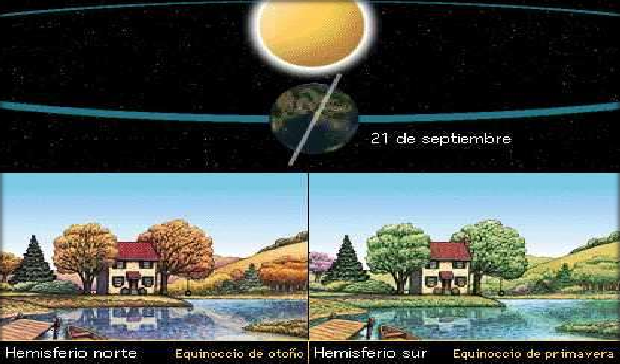 21 de septiembre
Hemisferio norte Equinoccio de otoño
Hemisferio sur Equinoccio de primavera